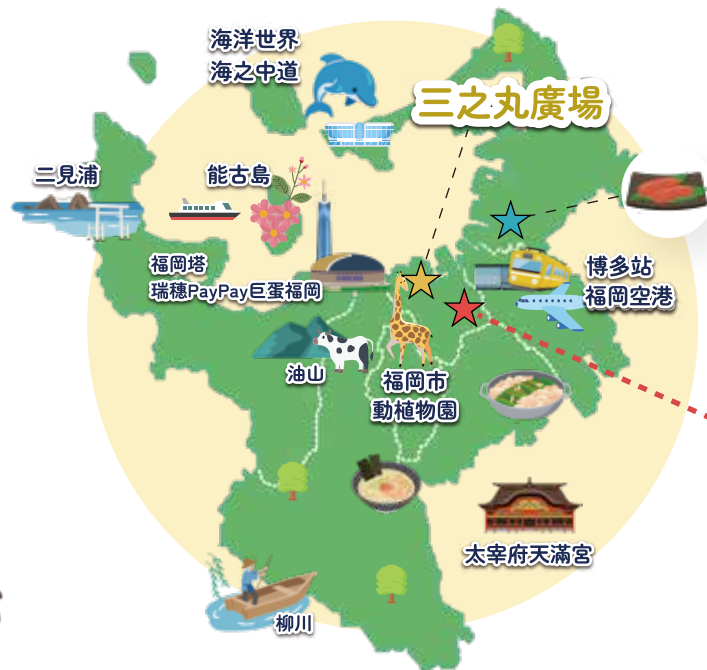 海洋世界
海之中道
三之丸廣場
二見浦
能古島
福岡塔
瑞穗PayPay巨蛋福岡
博多站
福岡空港
油山
福岡市
動植物園
太宰府天滿宮
柳川